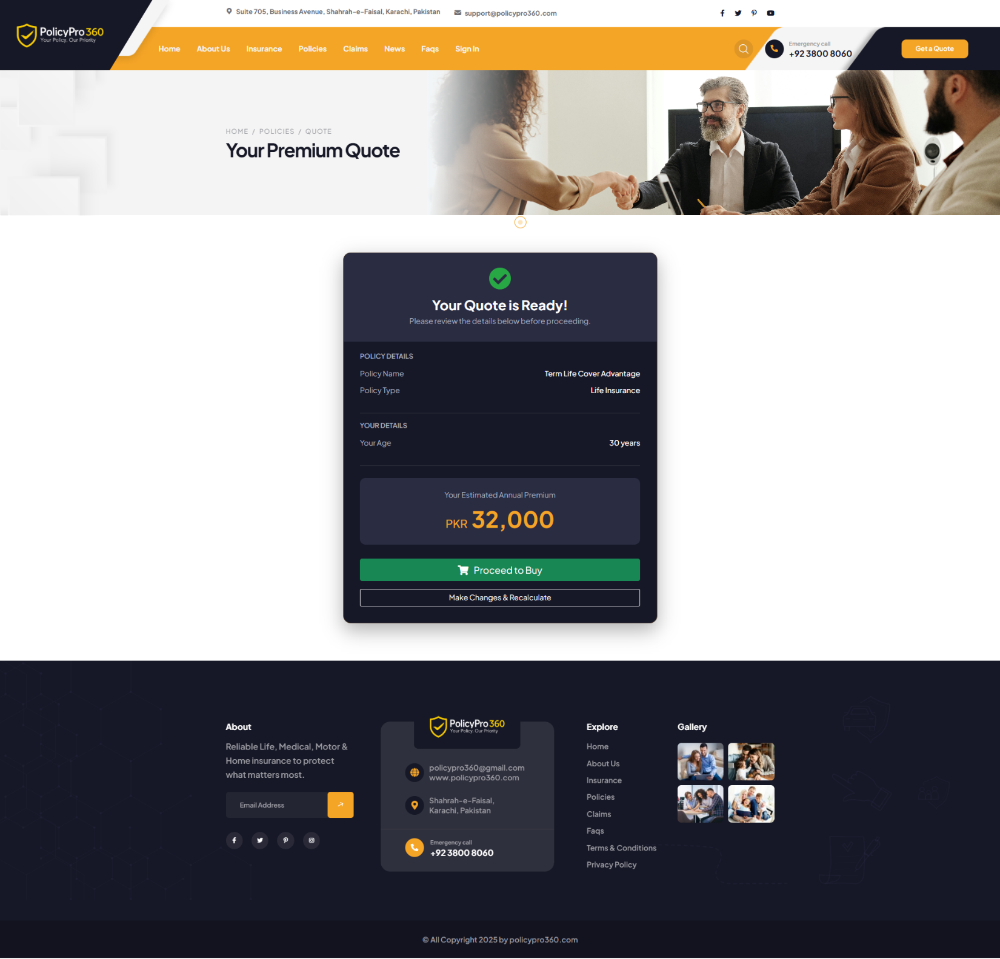 PolicyPro 360
Your Policy, Our Priority
Suite 705, Business Avenue, Shahrah-e-Faisal, Karachi, Pakistan
support@policypro360.com
Home
About Us
Insurance
Policies
Claims
News
Faqs
Sign In
Emergency call
+92 3800 8060
Get a Quote
HOME / POLICIES / QUOTE
Your Premium Quote
Your Quote is Ready!
Please review the details below before proceeding.
POLICY DETAILS
Policy Name Term Life Cover Advantage
Policy Type Life Insurance
YOUR DETAILS
Your Age 30 years
Your Estimated Annual Premium
PKR 32,000
Proceed to Buy
Make Changes & Recalculate
About
Reliable Life, Medical, Motor &
Home insurance to protect
what matters most.
Email Address
PolicyPro 360
Your Policy, Our Priority
policypro360@gmail.com
www.policypro360.com
Shahrah-e-Faisal,
Karachi, Pakistan
Emergency call
+92 3800 8060
Explore
Home
About Us
Insurance
Policies
Claims
Faqs
Terms & Conditions
Privacy Policy
Gallery
© All Copyright 2025 by policypro360.com